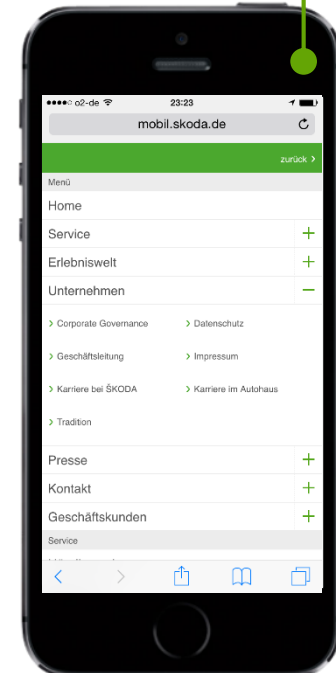 o2-de 23:23
mobil.skoda.de
zurück >
Menü
Home
Service +
Erlebniswelt +
Unternehmen −
> Corporate Governance > Datenschutz
> Geschäftsleitung > Impressum
> Karriere bei ŠKODA > Karriere im Autohaus
> Tradition
Presse +
Kontakt +
Geschäftskunden +
Service